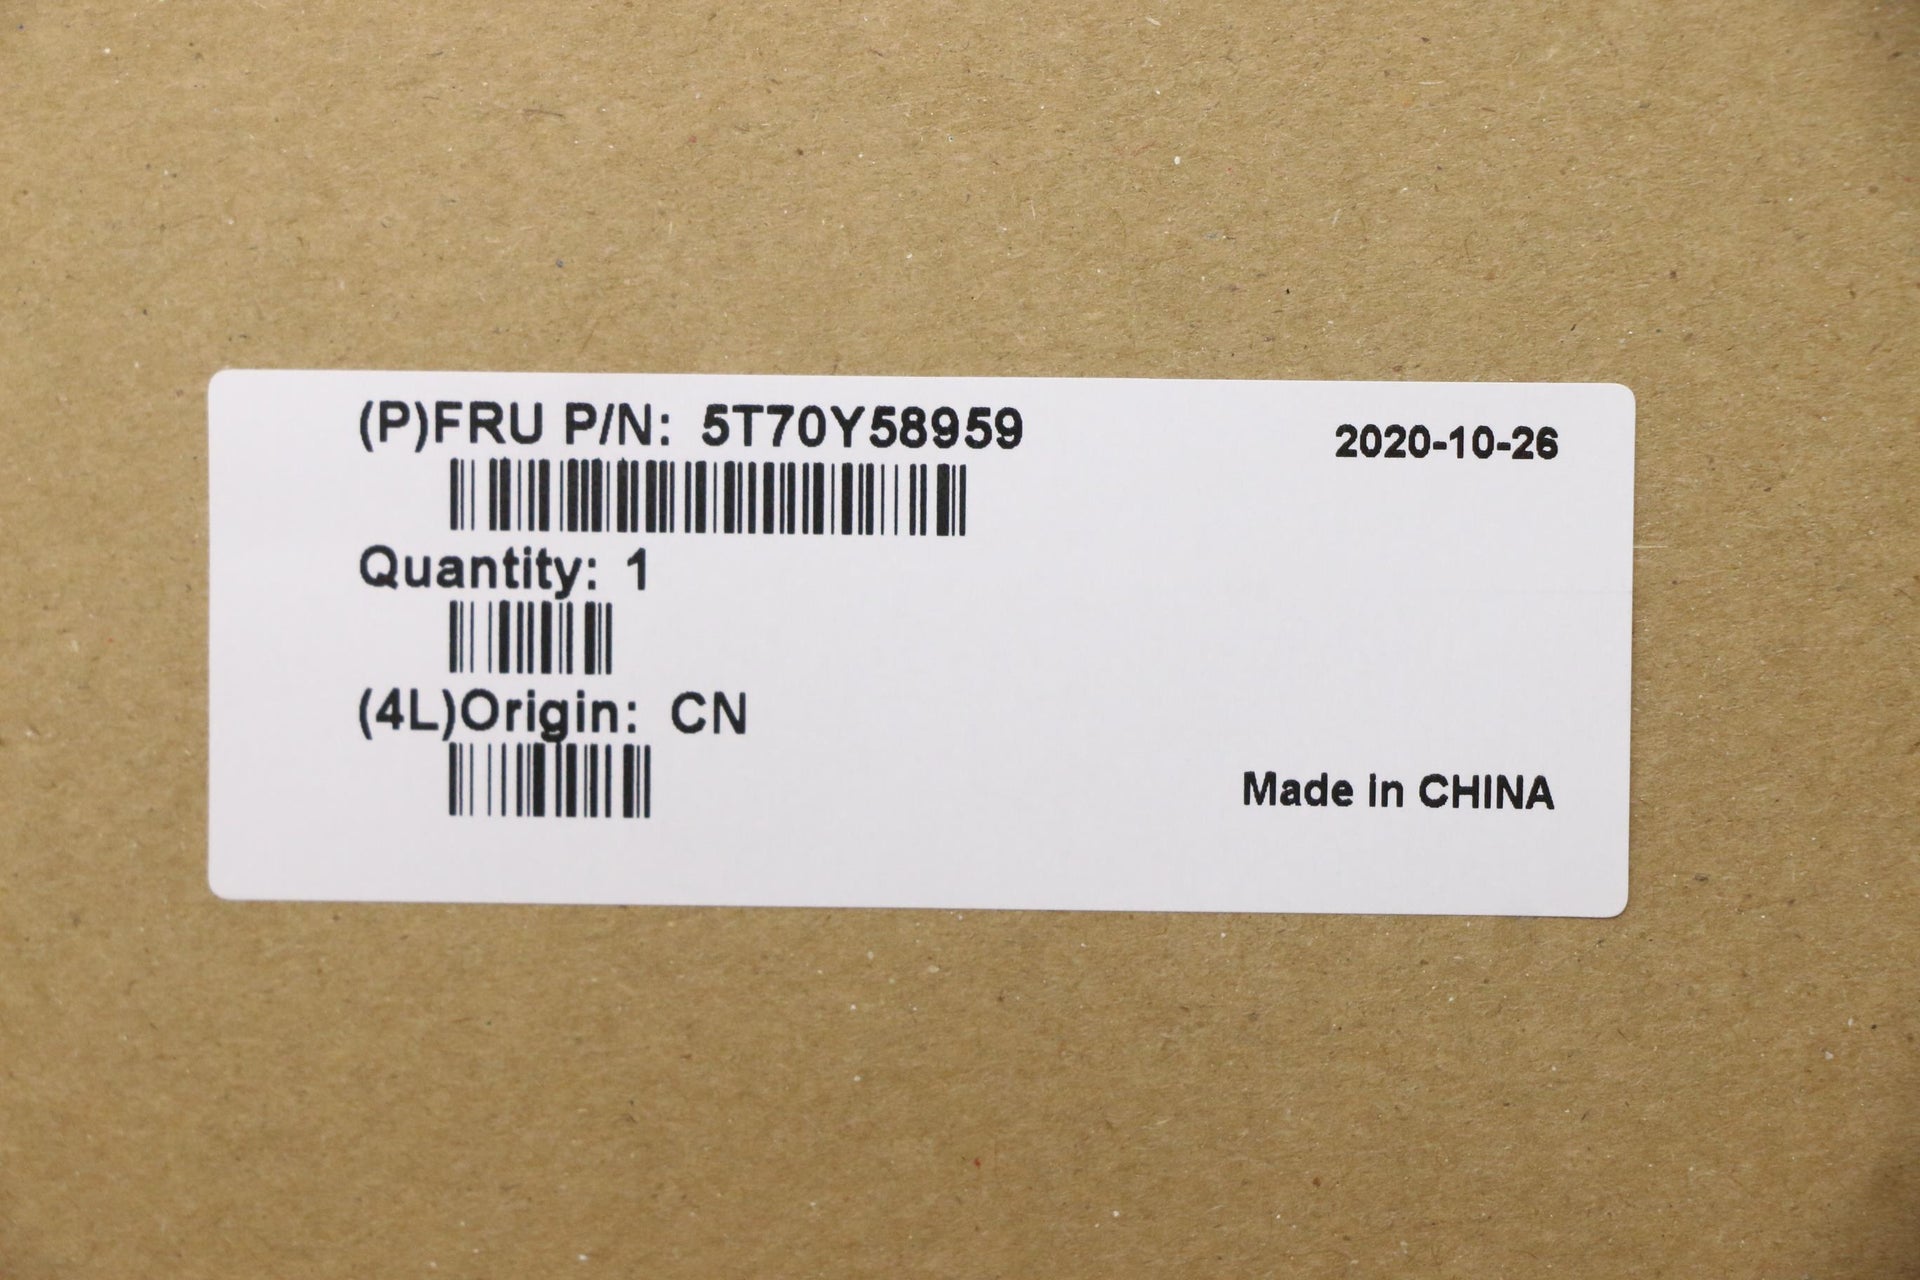 (P)FRU P/N: 5T70Y58959
2020-10-26
Quantity: 1
(4L)Origin: CN
Made in CHINA